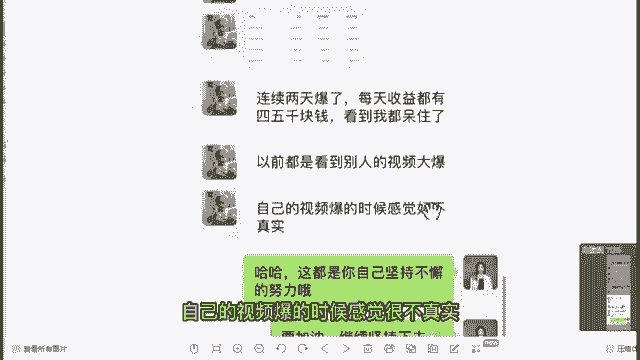 连续两天爆了，每天收益都有
四五千块钱，看到我都呆住了
以前都是看到别人的视频大爆
自己的视频爆的时候感觉好不
真实
哈哈，这都是你自己坚持不懈
的努力哦
自己的视频爆的时候感觉很不真实
要加油，继续坚持下去
查看所有图片